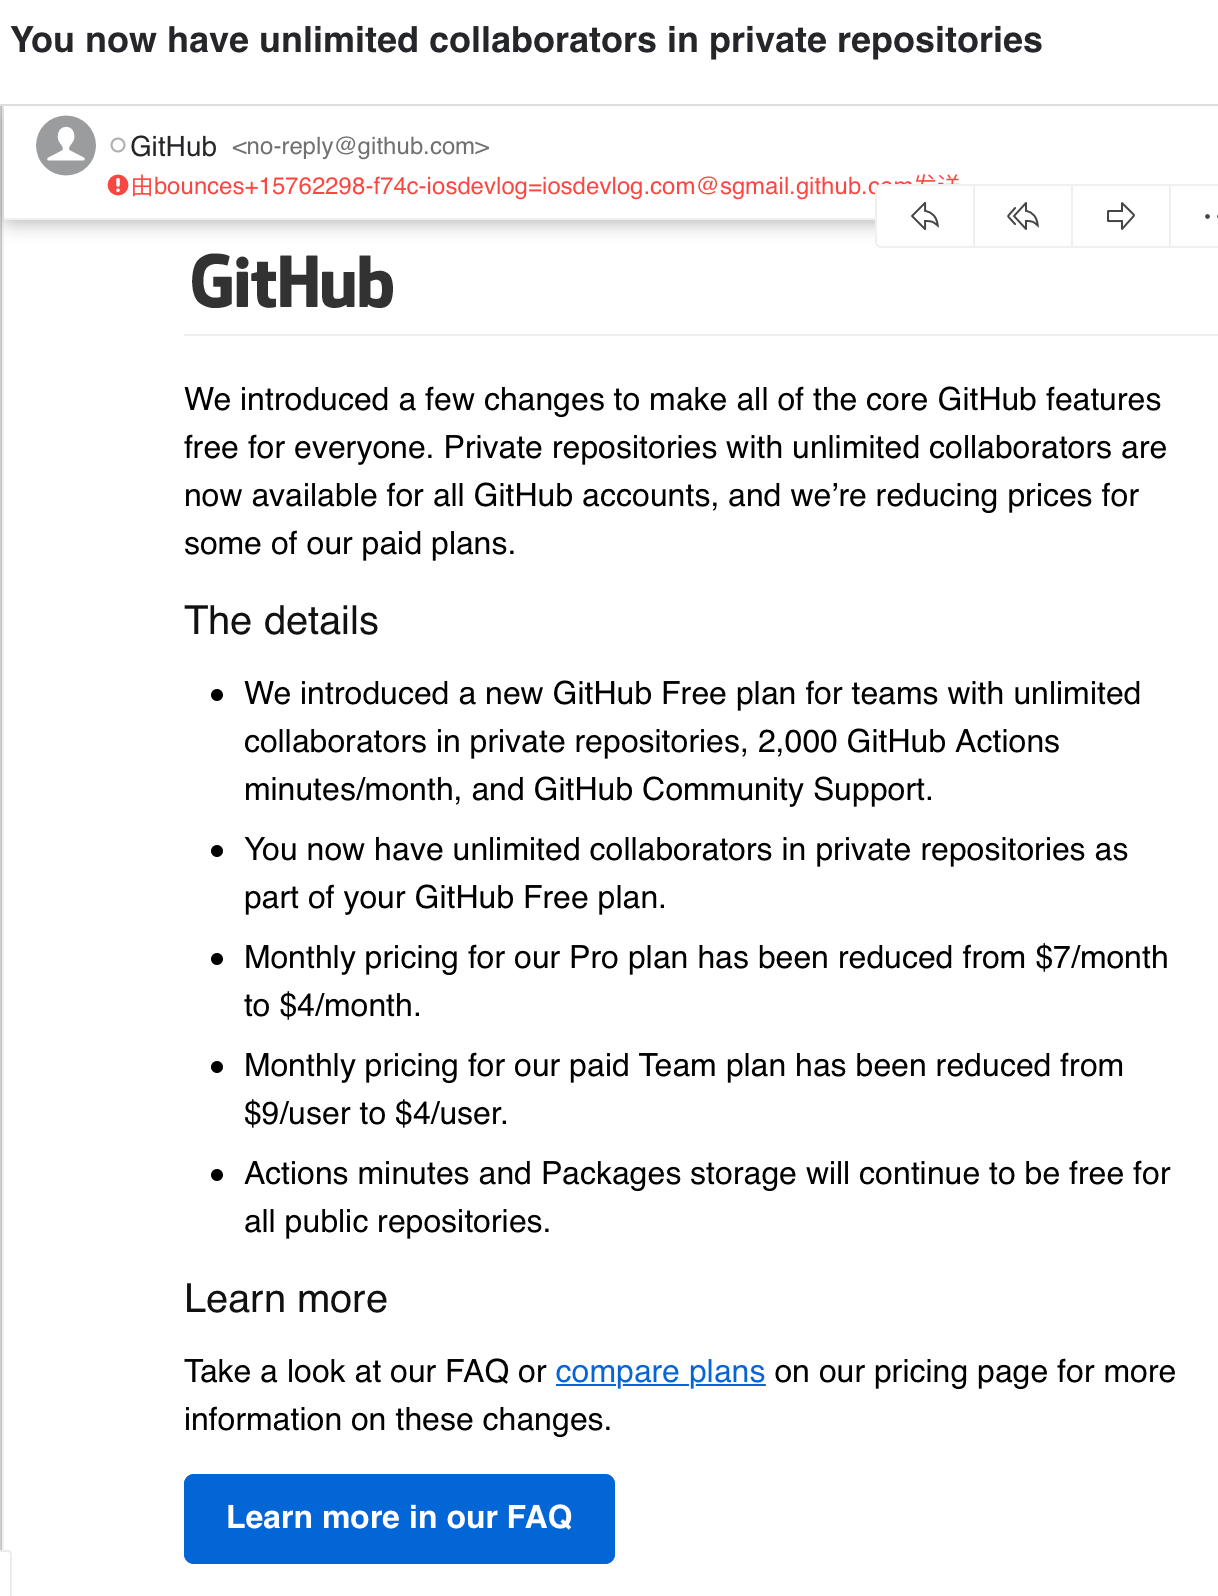 You now have unlimited collaborators in private repositories
GitHub <no-reply@github.com>
由bounces+15762298-f74c-iosdevlog=iosdevlog.com@sgmail.github.com发送
GitHub
We introduced a few changes to make all of the core GitHub features
free for everyone. Private repositories with unlimited collaborators are
now available for all GitHub accounts, and we’re reducing prices for
some of our paid plans.
The details
We introduced a new GitHub Free plan for teams with unlimited
collaborators in private repositories, 2,000 GitHub Actions
minutes/month, and GitHub Community Support.
You now have unlimited collaborators in private repositories as
part of your GitHub Free plan.
Monthly pricing for our Pro plan has been reduced from $7/month
to $4/month.
Monthly pricing for our paid Team plan has been reduced from
$9/user to $4/user.
Actions minutes and Packages storage will continue to be free for
all public repositories.
Learn more
Take a look at our FAQ or compare plans on our pricing page for more
information on these changes.
Learn more in our FAQ